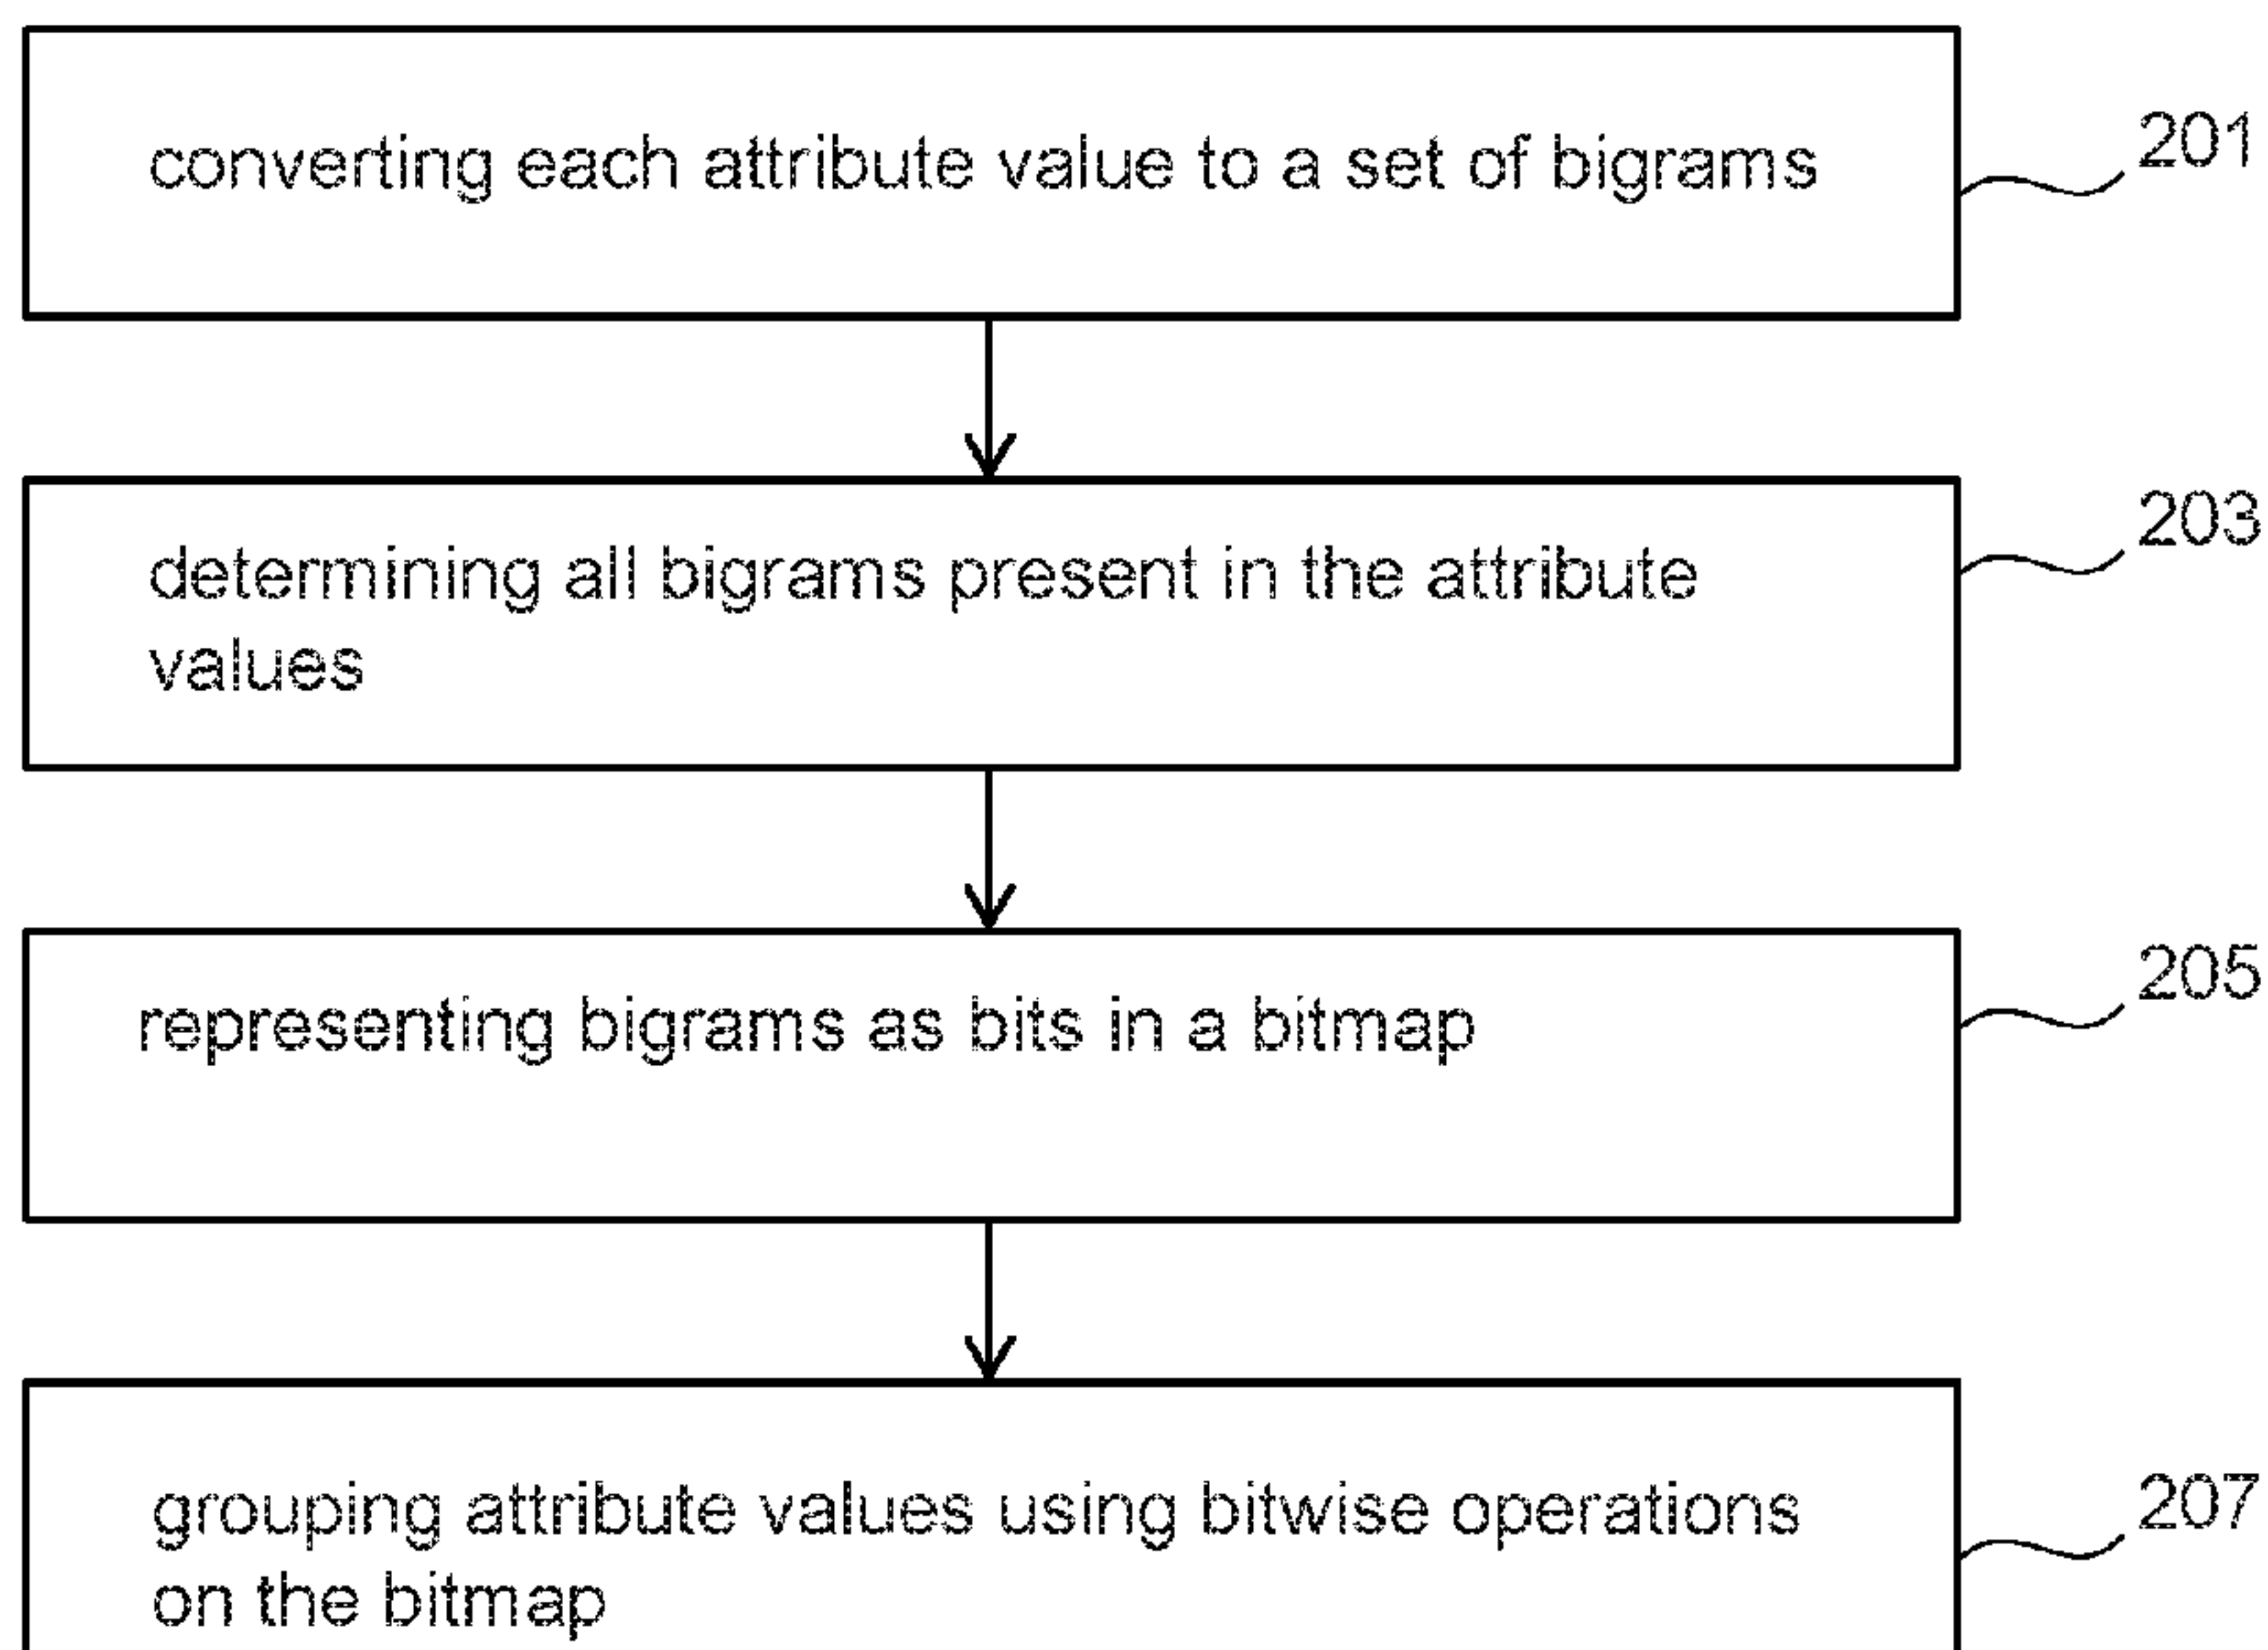 converting each attribute value to a set of bigrams
201
determining all bigrams present in the attribute
values
203
representing bigrams as bits in a bitmap
205
grouping attribute values using bitwise operations
on the bitmap
207